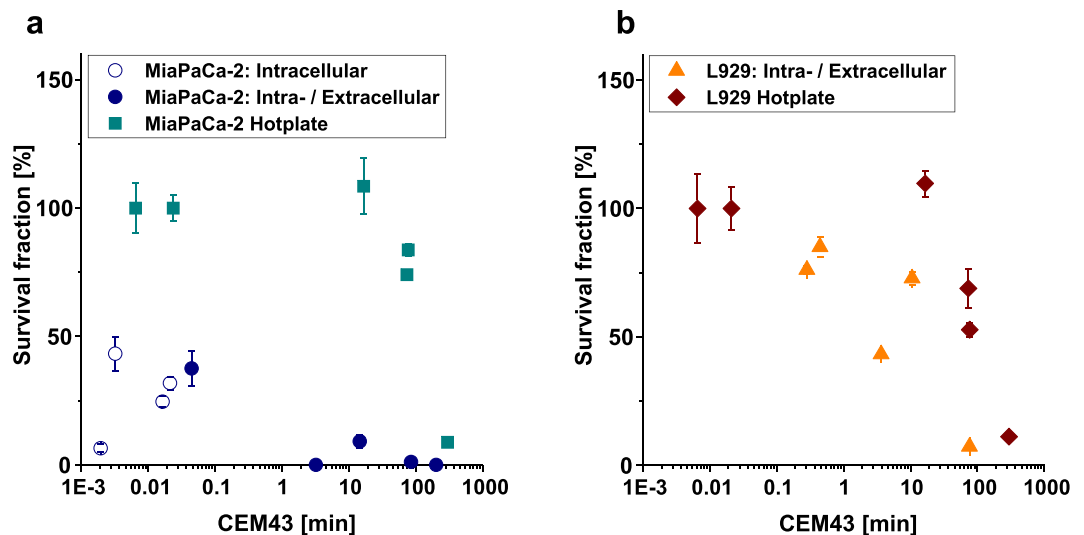 a
150
100
50
0
Survival fraction [%]
MiaPaCa-2: Intracellular
MiaPaCa-2: Intra- / Extracellular
MiaPaCa-2 Hotplate
1E-3 0.01 0.1 1 10 100 1000
CEM43 [min]
b
150
100
50
0
Survival fraction [%]
L929: Intra- / Extracellular
L929 Hotplate
1E-3 0.01 0.1 1 10 100 1000
CEM43 [min]